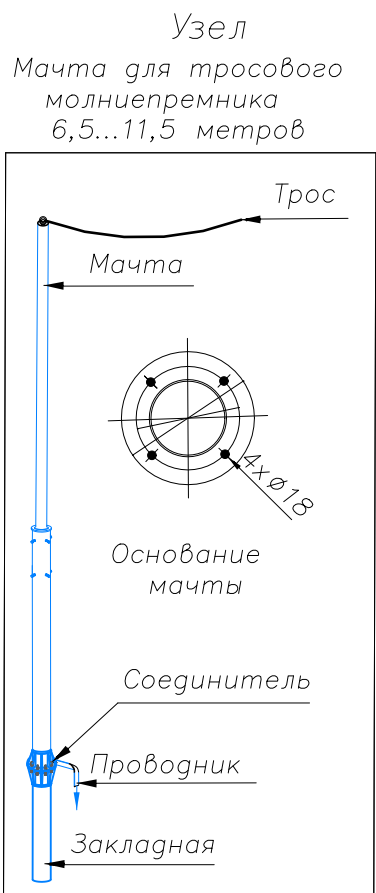 Узел
Мачта для тросового
молниепремника
6,5...11,5 метров
Трос
Мачта
4xø18
Основание
мачты
Соединитель
Проводник
Закладная